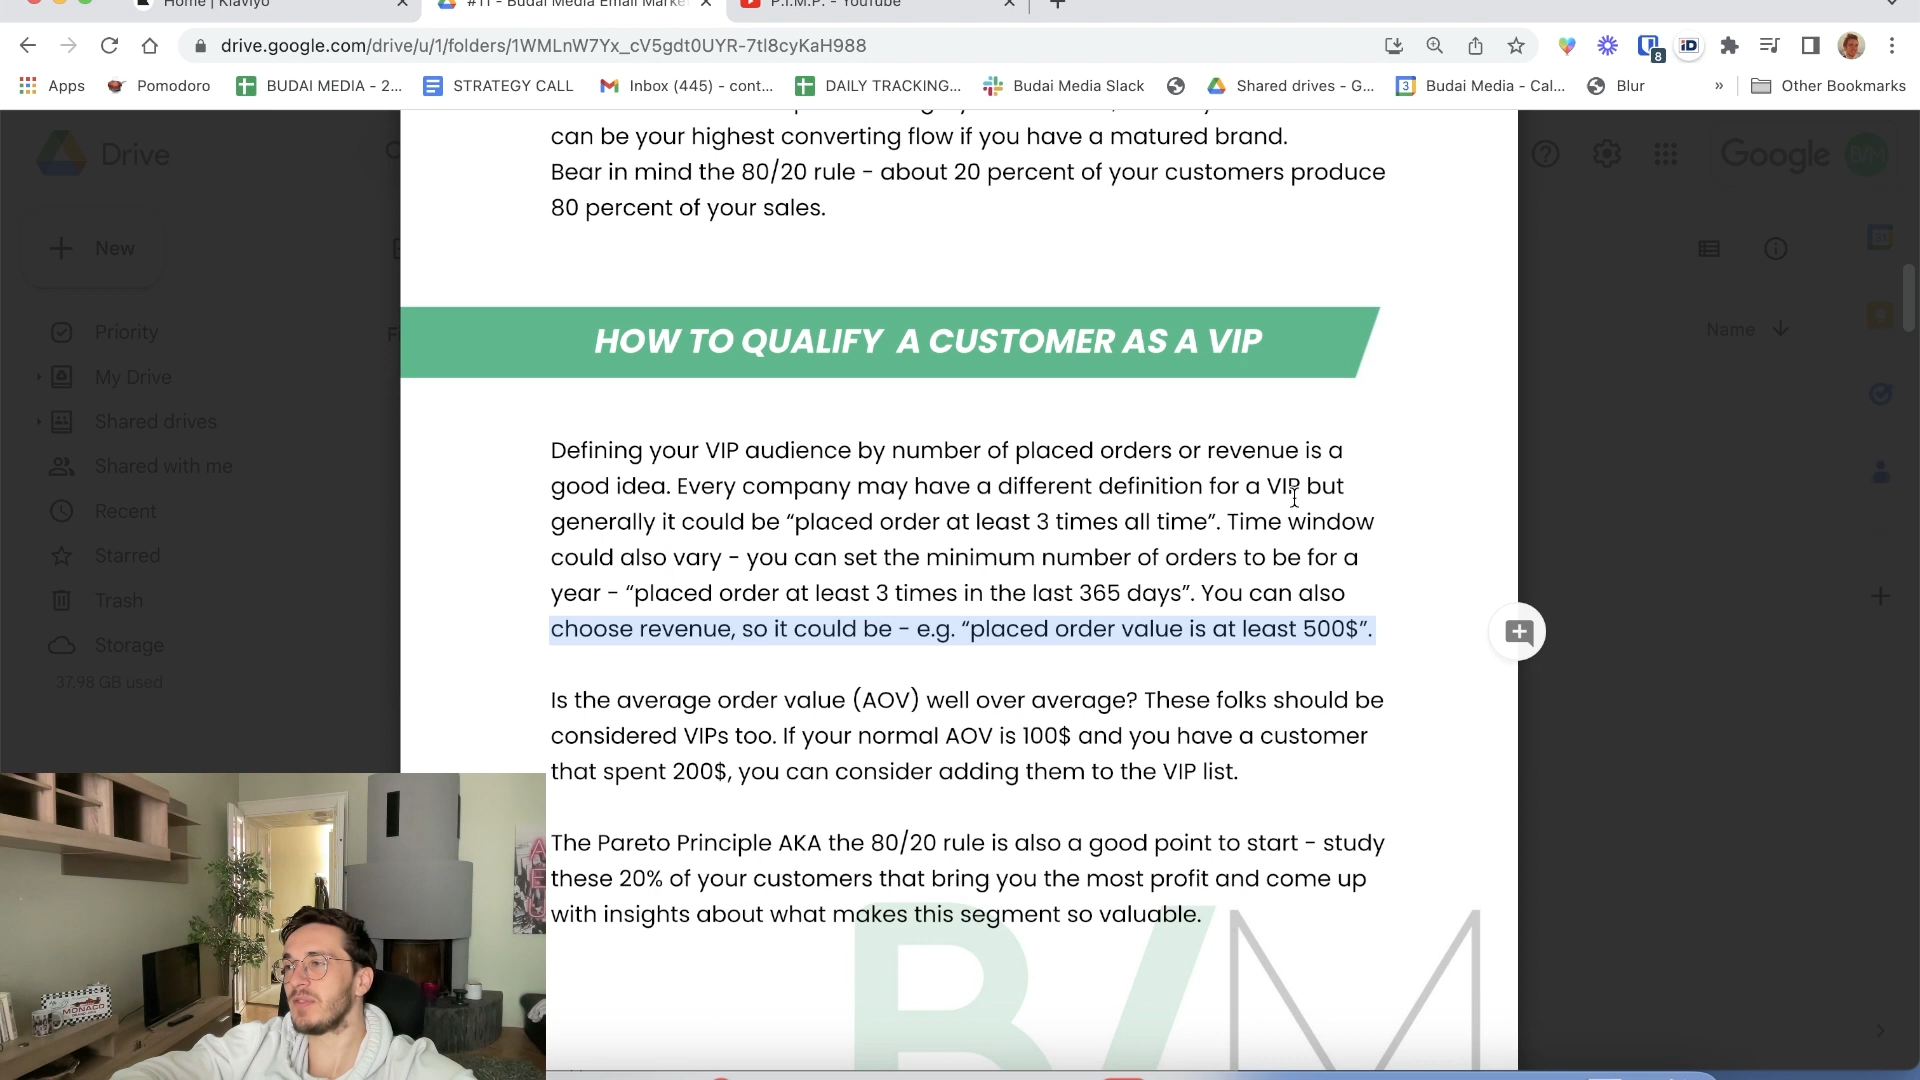 Home | Klaviyo
#11 - Budai Media Email Marke
P.I.M.P. - YouTube
drive.google.com/drive/u/1/folders/1WMLnW7Yx_cV5gdt0UYR-7tl8cyKaH988
8
iD
Apps
Pomodoro
BUDAI MEDIA - 2...
STRATEGY CALL
Inbox (445) - cont...
DAILY TRACKING...
Budai Media Slack
Shared drives - G...
3
Budai Media - Cal...
Blur
»
Other Bookmarks
Drive
Google
B/M
New
Priority
My Drive
Shared drives
Shared with me
Recent
Starred
Trash
Storage
37.98 GB used
Name
can be your highest converting flow if you have a matured brand.
Bear in mind the 80/20 rule - about 20 percent of your customers produce
80 percent of your sales.
HOW TO QUALIFY A CUSTOMER AS A VIP
Defining your VIP audience by number of placed orders or revenue is a
good idea. Every company may have a different definition for a VIP but
generally it could be “placed order at least 3 times all time”. Time window
could also vary - you can set the minimum number of orders to be for a
year - “placed order at least 3 times in the last 365 days”. You can also
choose revenue, so it could be - e.g. “placed order value is at least 500$”.
Is the average order value (AOV) well over average? These folks should be
considered VIPs too. If your normal AOV is 100$ and you have a customer
that spent 200$, you can consider adding them to the VIP list.
The Pareto Principle AKA the 80/20 rule is also a good point to start - study
these 20% of your customers that bring you the most profit and come up
with insights about what makes this segment so valuable.
B/M
MONACO